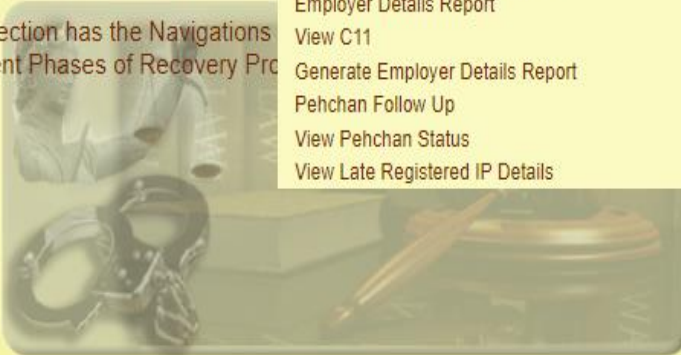 Employer Details Report
ection has the Navigations
View C11
ent Phases of Recovery Pro
Generate Employer Details Report
Pehchan Follow Up
View Pehchan Status
View Late Registered IP Details
LAW